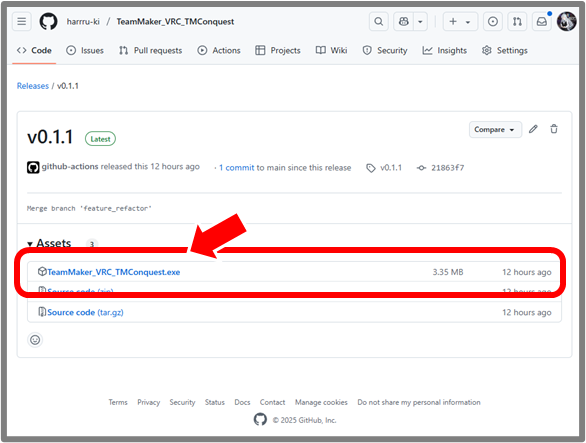 harrru-ki / TeamMaker_VRC_TMConquest
Code Issues Pull requests Actions Projects Wiki Security Insights Settings
Releases / v0.1.1
v0.1.1 Latest Compare
github-actions released this 12 hours ago · 1 commit to main since this release v0.1.1 21863f7
Merge branch 'feature_refactor'
Assets 3
TeamMaker_VRC_TMConquest.exe 3.35 MB 12 hours ago
Source code (zip) 12 hours ago
Source code (tar.gz) 12 hours ago
Terms Privacy Security Status Docs Contact Manage cookies Do not share my personal information
© 2025 GitHub, Inc.